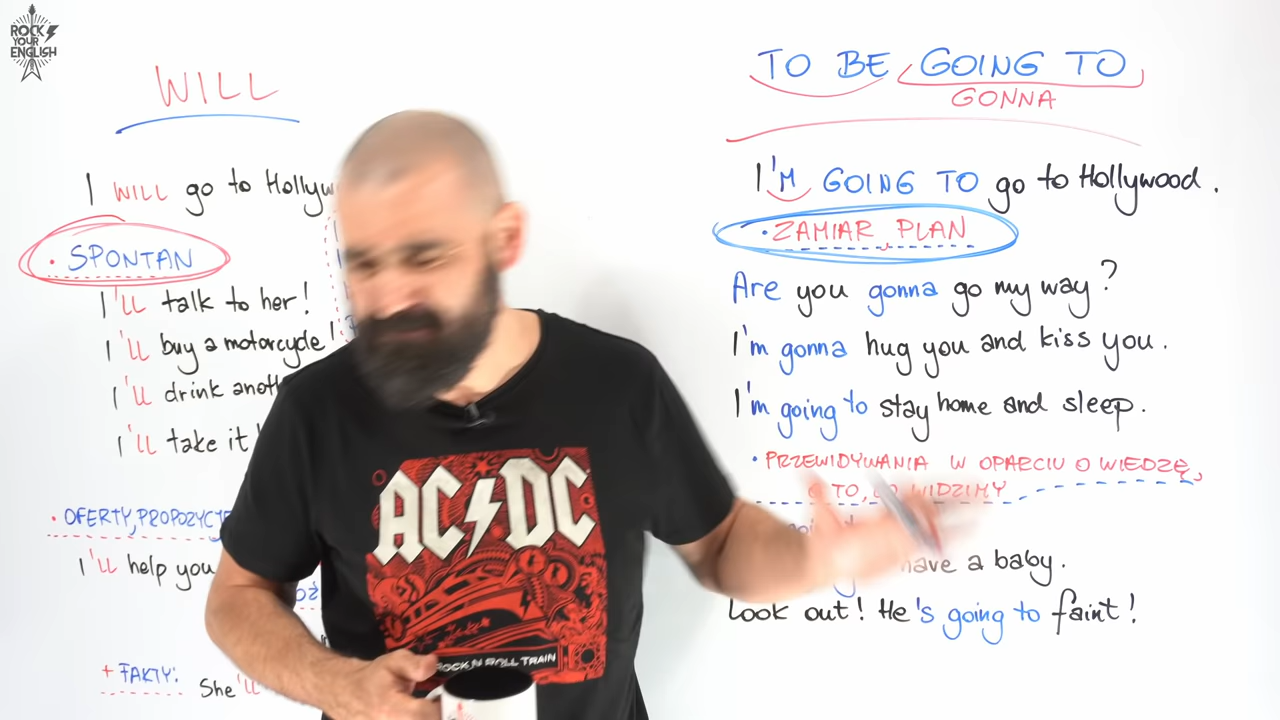 ROCK
YOUR
ENGLISH
WILL
I WILL go to
• SPONTAN
I'll talk to her!
I'll buy a motorcycle!
I'll drink
I'll take it
• OFERTY,
I'll help you
+ FAKTY:
She'll
TO BE GOING TO
GONNA
I'M GOING TO go to Hollywood.
• ZAMIAR PLAN
Are you gonna go my way?
I'm gonna hug you and kiss you.
I'm going to stay home and sleep.
• PRZEWIDYWANIA W OPARCIU O WIEDZĘ,
TO, WIDZIMY
have a baby.
Look out! He's going to faint!
AC DC
ROCK N ROLL TRAIN